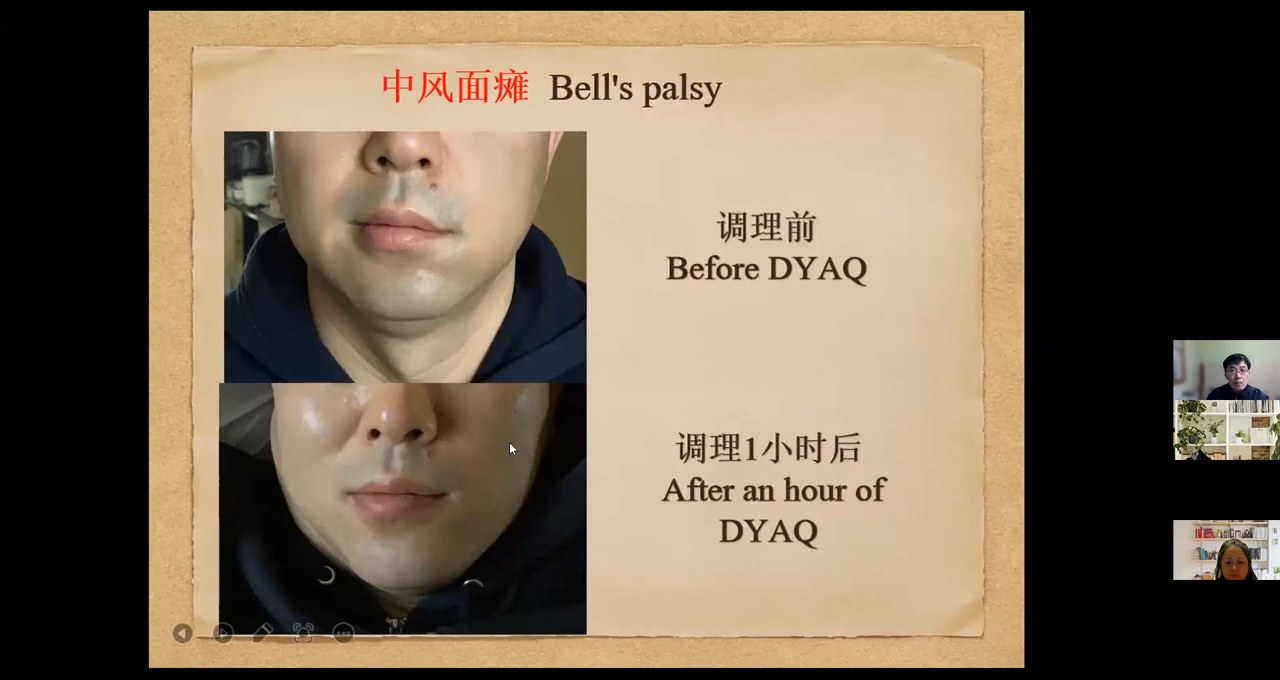 中风面瘫 Bell's palsy
调理前
Before DYAQ
调理1小时后
After an hour of
DYAQ